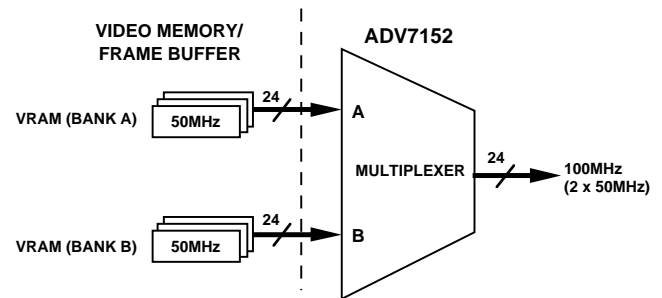 VIDEO MEMORY/
FRAME BUFFER
ADV7152
VRAM (BANK A)
50MHz
24
A
MULTIPLEXER
24
100MHz
(2 x 50MHz)
VRAM (BANK B)
50MHz
24
B